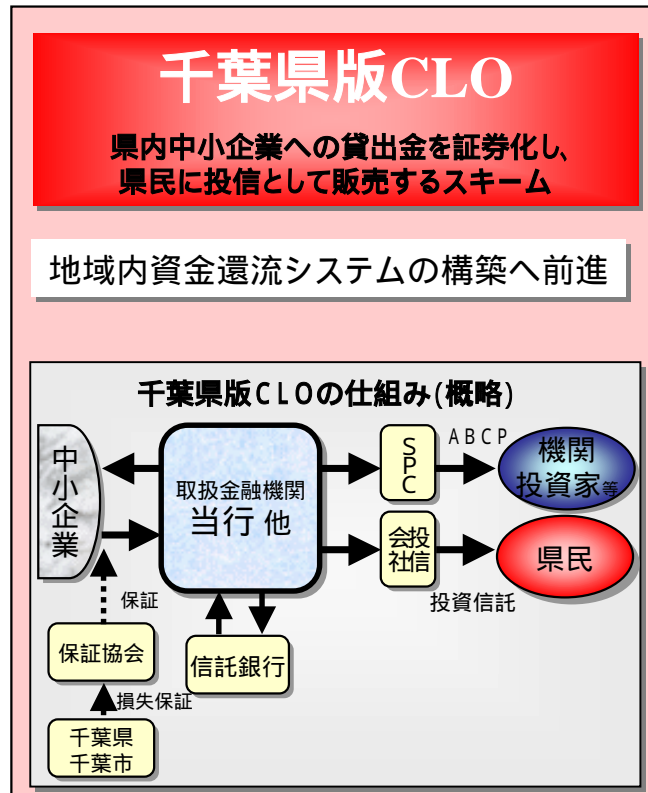 千葉県版CLO
県内中小企業への貸出金を証券化し、
県民に投信として販売するスキーム
地域内資金還流システムの構築へ前進
千葉県版CLOの仕組み(概略)
中小企業
取扱金融機関
当行 他
SPC
ABCP
機関
投資家等
投信
会社
県民
投資信託
保証
保証協会
信託銀行
損失保証
千葉県
千葉市